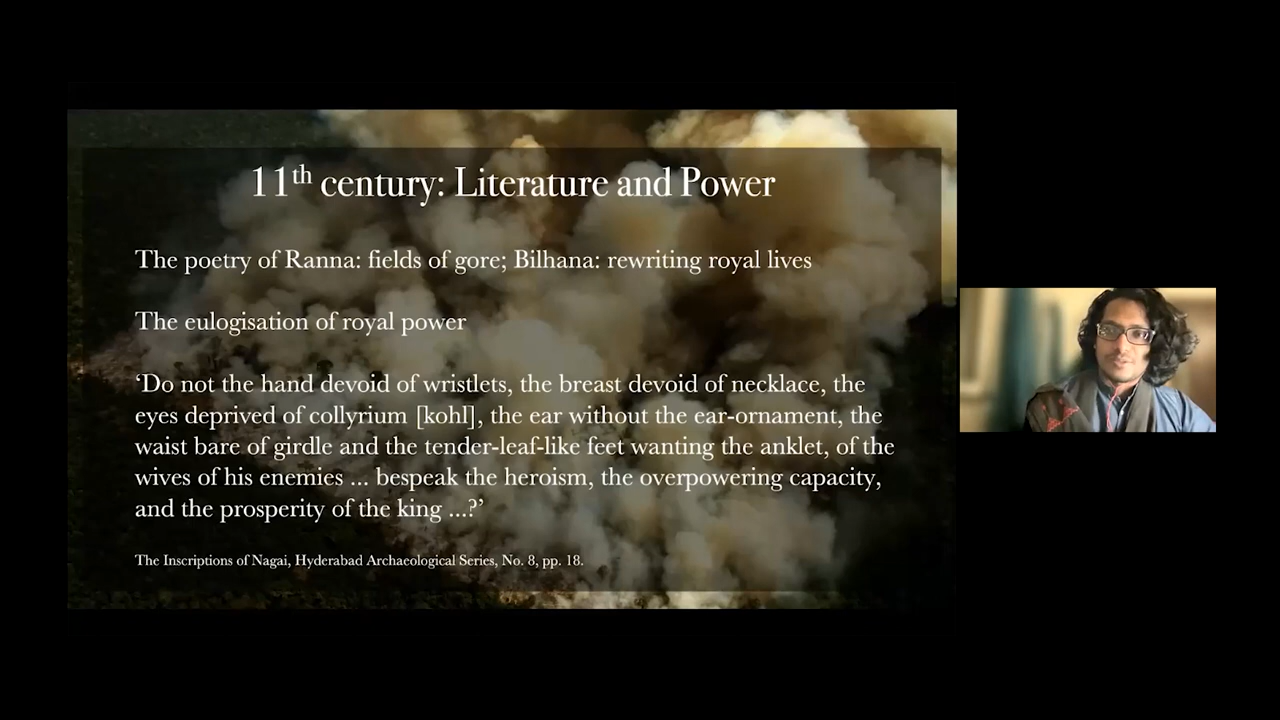 11th century: Literature and Power
The poetry of Ranna: fields of gore; Bilhana: rewriting royal lives
The eulogisation of royal power
‘Do not the hand devoid of wristlets, the breast devoid of necklace, the
eyes deprived of collyrium [kohl], the ear without the ear-ornament, the
waist bare of girdle and the tender-leaf-like feet wanting the anklet, of the
wives of his enemies ... bespeak the heroism, the overpowering capacity,
and the prosperity of the king ...?’
The Inscriptions of Nagai, Hyderabad Archaeological Series, No. 8, pp. 18.